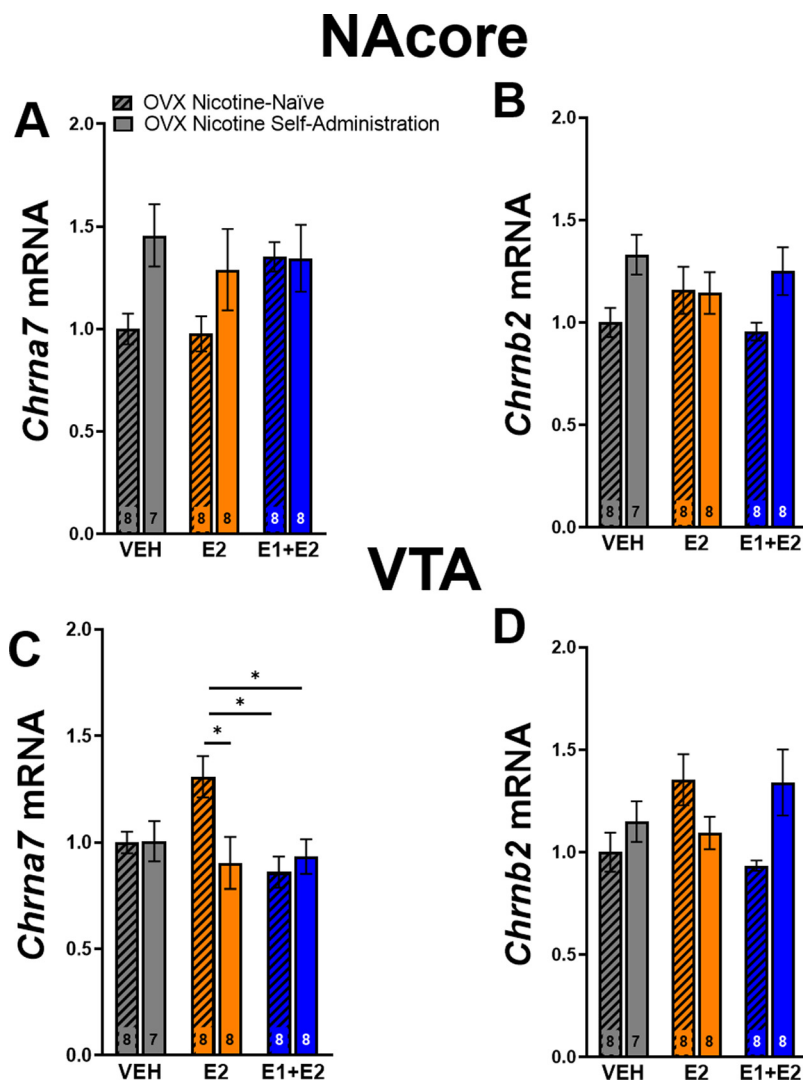 NAcore
A
OVX Nicotine-Naïve
OVX Nicotine Self-Administration
Chrna7 mRNA
2.0
1.5
1.0
0.5
0.0
8
7
8
8
8
8
VEH
E2
E1+E2
B
Chrnb2 mRNA
2.0
1.5
1.0
0.5
0.0
8
7
8
8
8
8
VEH
E2
E1+E2
VTA
C
Chrna7 mRNA
2.0
1.5
1.0
0.5
0.0
*
*
*
8
7
8
8
8
8
VEH
E2
E1+E2
D
Chrnb2 mRNA
2.0
1.5
1.0
0.5
0.0
8
7
8
8
8
8
VEH
E2
E1+E2